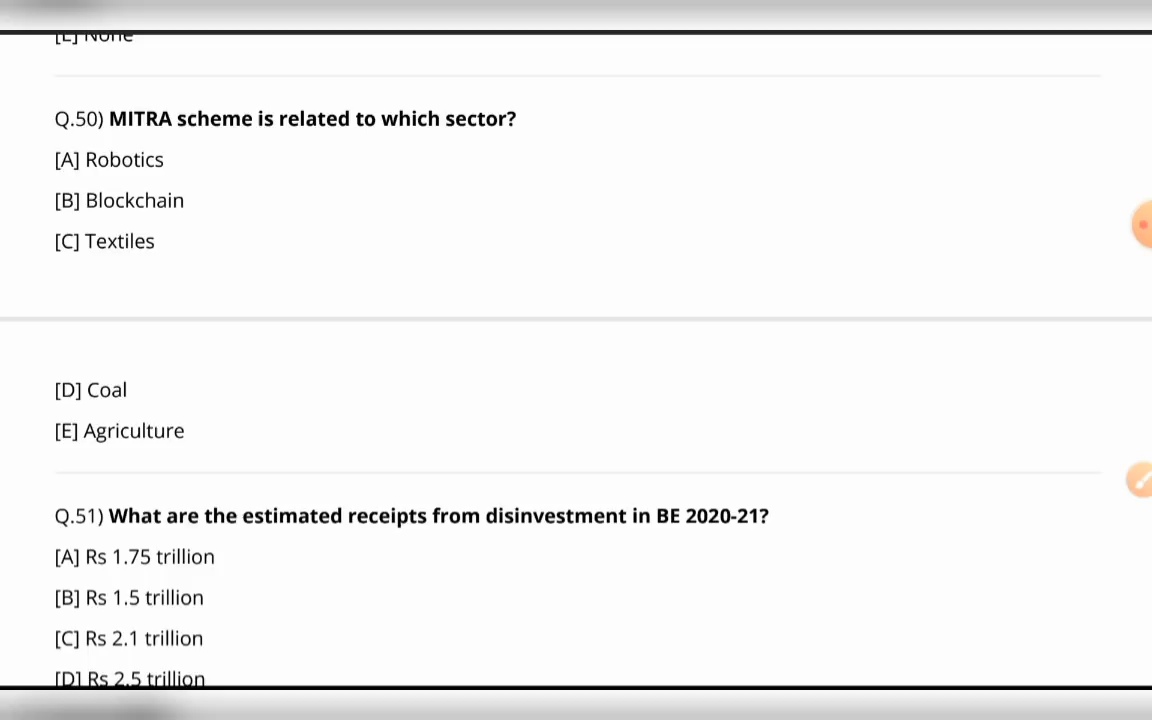 [E] None
Q.50) MITRA scheme is related to which sector?
[A] Robotics
[B] Blockchain
[C] Textiles
[D] Coal
[E] Agriculture
Q.51) What are the estimated receipts from disinvestment in BE 2020-21?
[A] Rs 1.75 trillion
[B] Rs 1.5 trillion
[C] Rs 2.1 trillion
[D] Rs 2.5 trillion